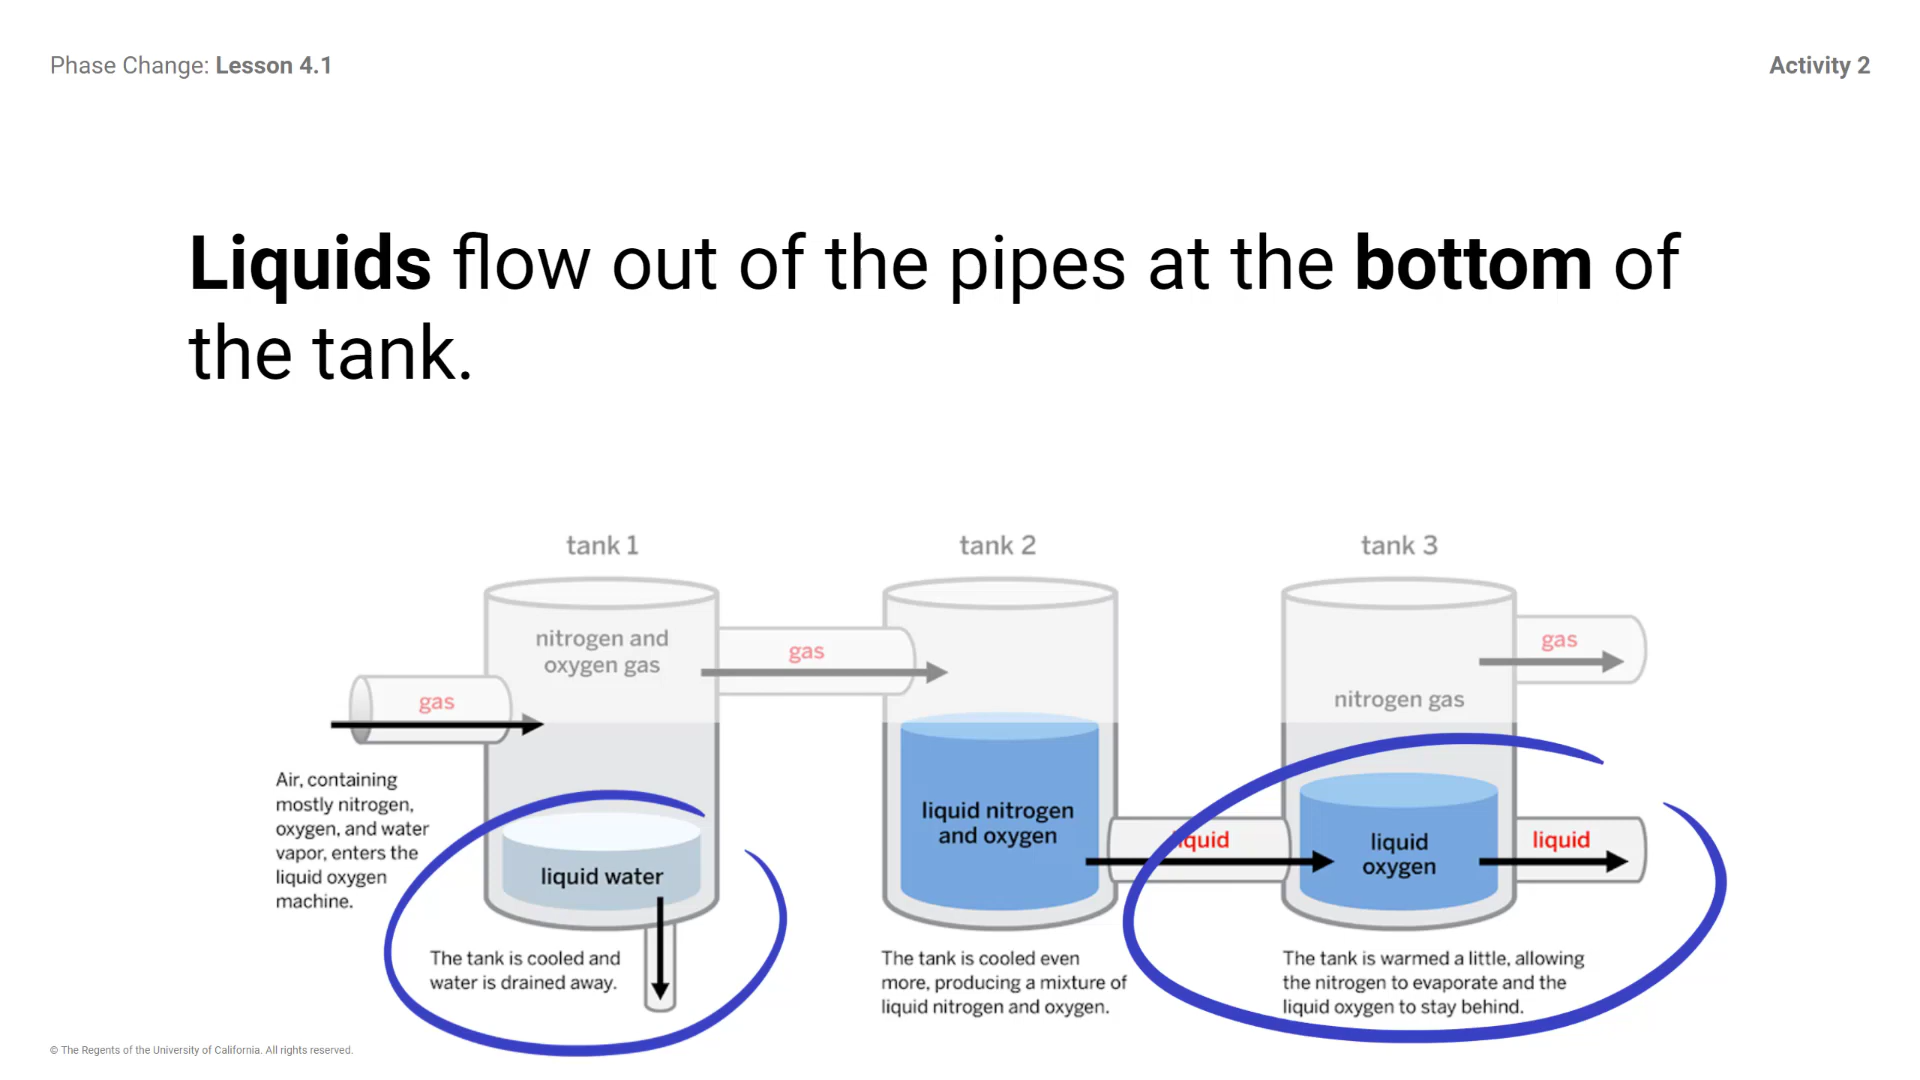 Phase Change: Lesson 4.1
Activity 2
Liquids flow out of the pipes at the bottom of
the tank.
tank 1
tank 2
tank 3
nitrogen and
oxygen gas
gas
gas
gas
nitrogen gas
Air, containing
mostly nitrogen,
oxygen, and water
vapor, enters the
liquid oxygen
machine.
liquid water
liquid nitrogen
and oxygen
liquid
liquid
oxygen
liquid
The tank is cooled and
water is drained away.
The tank is cooled even
more, producing a mixture of
liquid nitrogen and oxygen.
The tank is warmed a little, allowing
the nitrogen to evaporate and the
liquid oxygen to stay behind.
© The Regents of the University of California. All rights reserved.